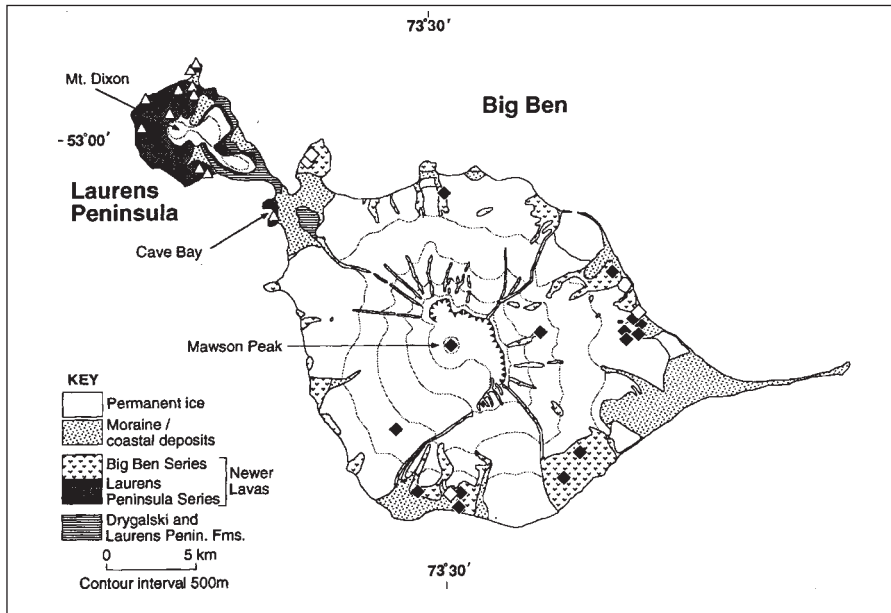 73°30′
Mt. Dixon
Big Ben
- 53°00′
Laurens
Peninsula
Cave Bay
Mawson Peak
KEY
Permanent ice
Moraine /
coastal deposits
Big Ben Series
Laurens
Peninsula Series
Newer
Lavas
Drygalski and
Laurens Penin. Fms.
0 5 km
Contour interval 500m
73°30′